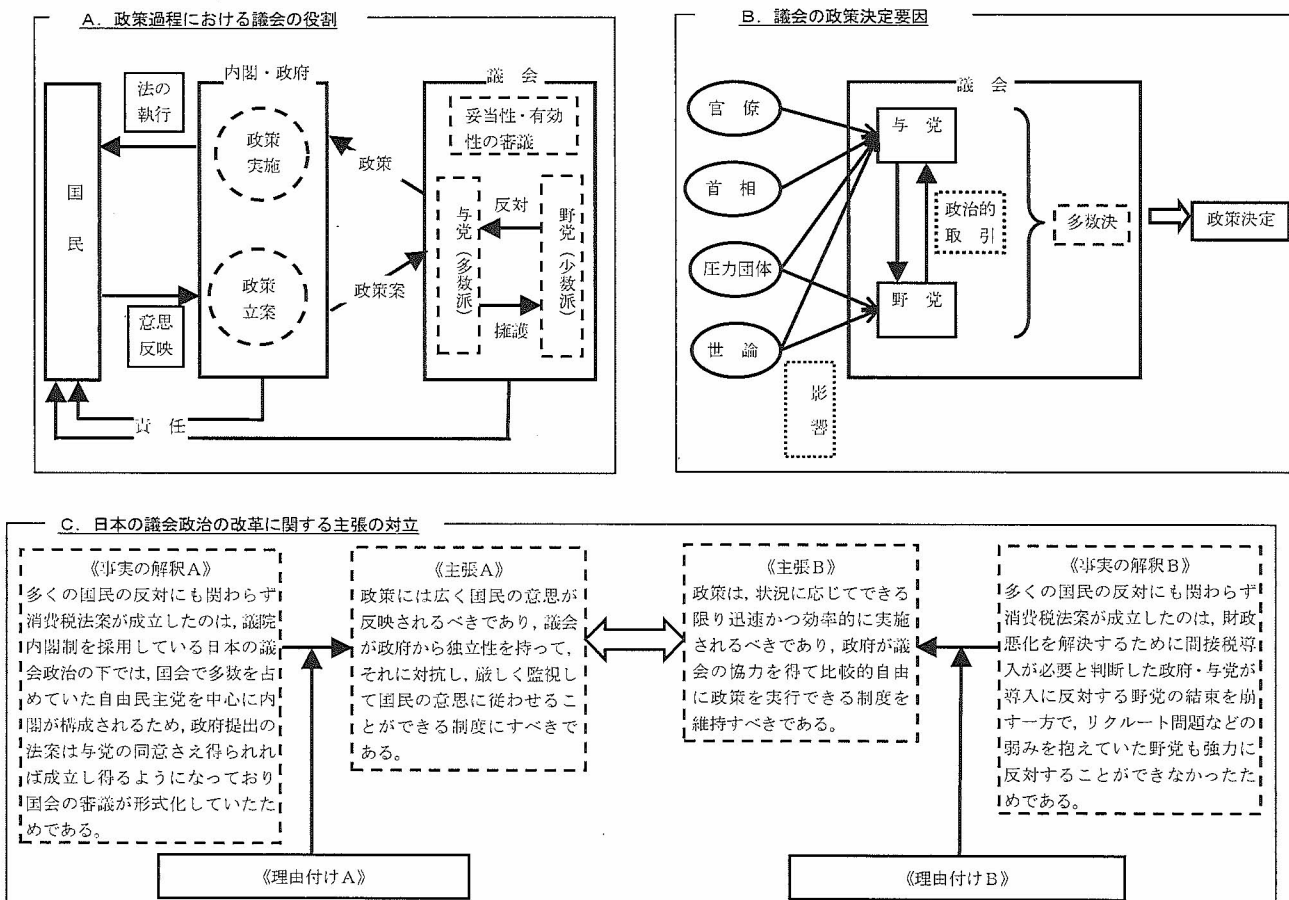 A．政策過程における議会の役割
内閣・政府
議　会
法の
執行
妥当性・有効
性の審議
政策
実施
政策
国
民
与党（多数派）
反対
野党（少数派）
政策
立案
政策案
擁護
意思
反映
責　任
B．議会の政策決定要因
議　会
官　僚
与　党
首　相
政治的
取　引
多数決
政策決定
圧力団体
野　党
世　論
影
響
C．日本の議会政治の改革に関する主張の対立
《事実の解釈A》
多くの国民の反対にも関わらず
消費税法案が成立したのは，議院
内閣制を採用している日本の議
会政治の下では，国会で多数を占
めていた自由民主党を中心に内
閣が構成されるため，政府提出の
法案は与党の同意さえ得られれ
ば成立し得るようになっており
国会の審議が形式化していたた
めである。
《主張A》
政策には広く国民の意思が
反映されるべきであり，議会
が政府から独立性を持って，
それに対抗し，厳しく監視し
て国民の意思に従わせるこ
とができる制度にすべきで
ある。
《主張B》
政策は，状況に応じてできる
限り迅速かつ効率的に実施
されるべきであり，政府が議
会の協力を得て比較的自由
に政策を実行できる制度を
維持すべきである。
《事実の解釈B》
多くの国民の反対にも関わらず
消費税法案が成立したのは，財政
悪化を解決するために間接税導
入が必要と判断した政府・与党が
導入に反対する野党の結束を崩
す一方で，リクルート問題などの
弱みを抱えていた野党も強力に
反対することができなかったた
めである。
《理由付けA》
《理由付けB》